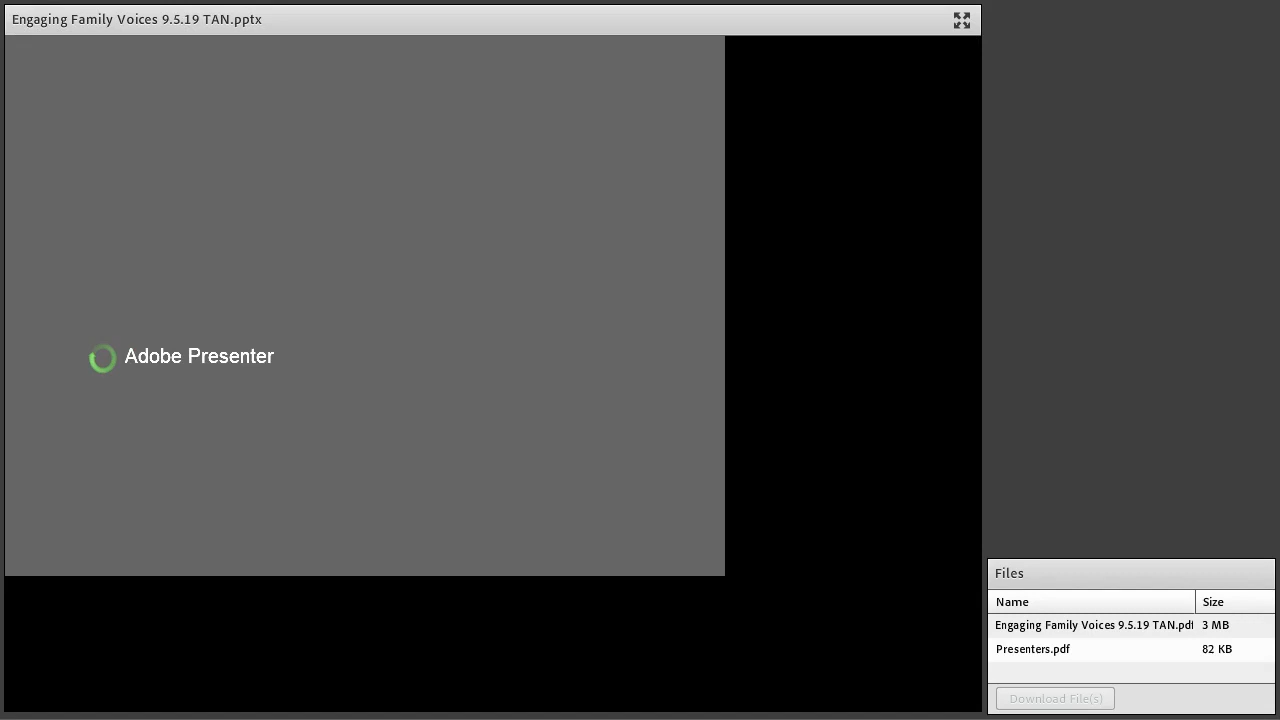 Engaging Family Voices 9.5.19 TAN.pptx
Adobe Presenter
Files
Name Size
Engaging Family Voices 9.5.19 TAN.pdf 3 MB
Presenters.pdf 82 KB
Download File(s)